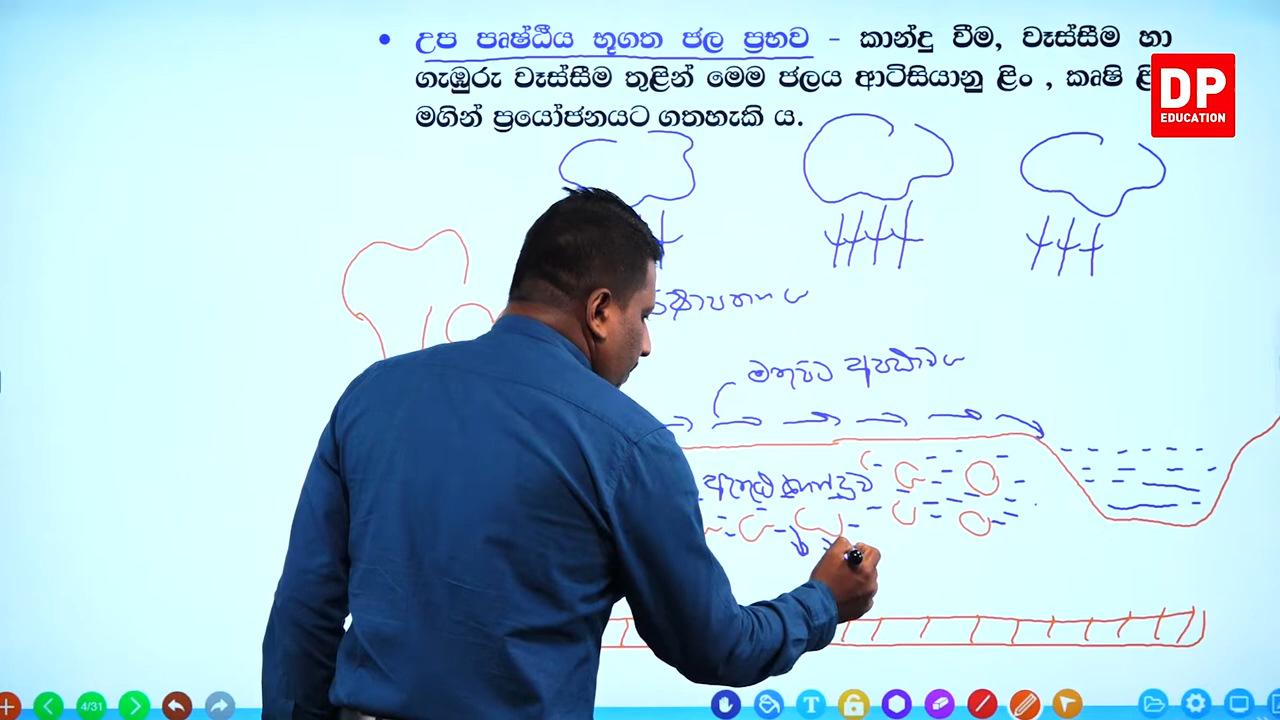 • උප පෘෂ්ඨීය භූගත ජල ප්‍රභව - කාන්දු වීම, වෑස්සීම හා
ගැඹුරු වෑස්සීම තුළින් මෙම ජලය ආටිසියානු ළිං , කෘෂි ළි
මගින් ප්‍රයෝජනයට ගතහැකි ය.
DP
EDUCATION
මතුපිට අපධාවය
4/31